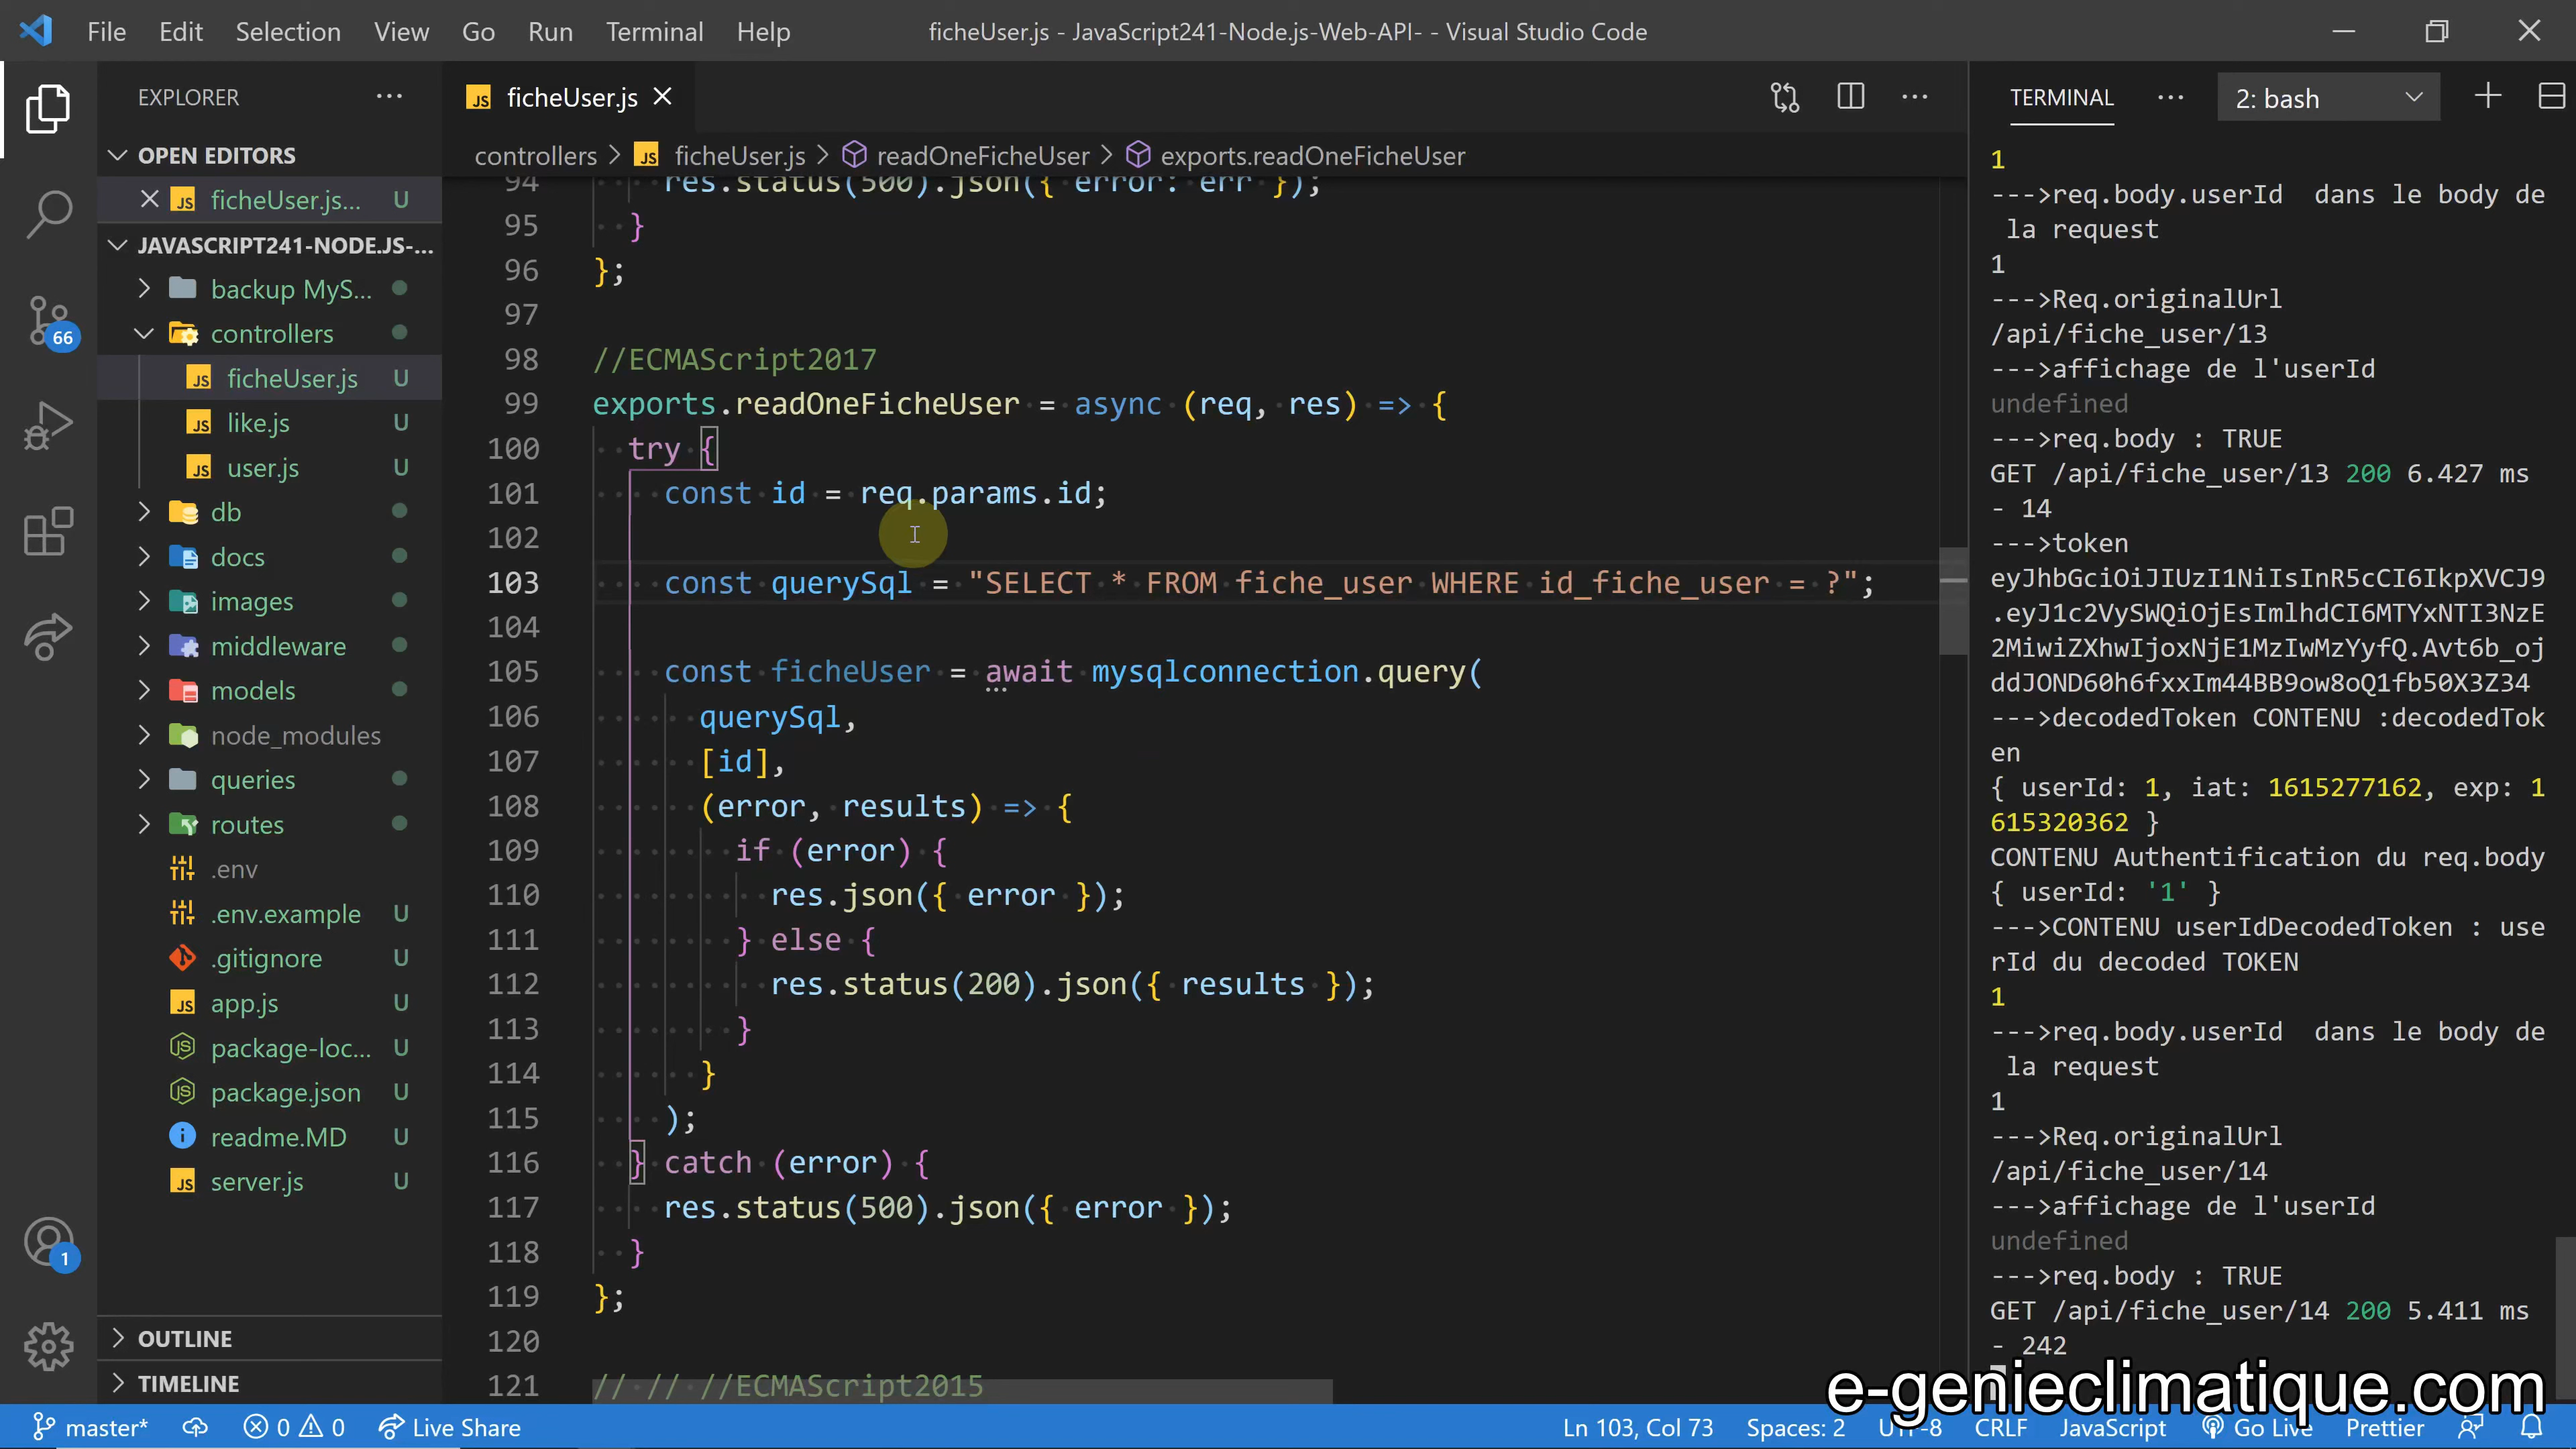 File Edit Selection View Go Run Terminal Help ficheUser.js - JavaScript241-Node.js-Web-API- - Visual Studio Code
EXPLORER ···
OPEN EDITORS
ficheUser.js... U
JAVASCRIPT241-NODE.JS-...
backup MyS...
controllers
ficheUser.js U
like.js U
user.js U
db
docs
images
middleware
models
node_modules
queries
routes
.env
.env.example U
.gitignore U
app.js U
package-loc... U
package.json U
readme.MD U
server.js U
OUTLINE
TIMELINE
66
1
JS ficheUser.js
controllers > JS ficheUser.js > readOneFicheUser > exports.readOneFicheUser
94 res.status(500).json({ error: err });
95 }
96 };
97
98 //ECMAScript2017
99 exports.readOneFicheUser = async (req, res) => {
100 try {
101 const id = req.params.id;
102
103 const querySql = "SELECT * FROM fiche_user WHERE id_fiche_user = ?";
104
105 const ficheUser = await mysqlconnection.query(
106 querySql,
107 [id],
108 (error, results) => {
109 if (error) {
110 res.json({ error });
111 } else {
112 res.status(200).json({ results });
113 }
114 }
115 );
116 } catch (error) {
117 res.status(500).json({ error });
118 }
119 };
120
121 // // //ECMAScript2015
TERMINAL ··· 2: bash
1
--->req.body.userId  dans le body de
 la request
1
--->Req.originalUrl
/api/fiche_user/13
--->affichage de l'userId
undefined
--->req.body : TRUE
GET /api/fiche_user/13 200 6.427 ms
- 14
--->token
eyJhbGciOiJIUzI1NiIsInR5cCI6IkpXVCJ9
.eyJ1c2VySWQiOjEsImlhdCI6MTYxNTI3NzE
2MiwiZXhwIjoxNjE1MzIwMzYyfQ.Avt6b_oj
ddJOND60h6fxxIm44BB9ow8oQ1fb50X3Z34
--->decodedToken CONTENU :decodedTok
en
{ userId: 1, iat: 1615277162, exp: 1
615320362 }
CONTENU Authentification du req.body
{ userId: '1' }
--->CONTENU userIdDecodedToken : use
rId du decoded TOKEN
1
--->req.body.userId  dans le body de
 la request
1
--->Req.originalUrl
/api/fiche_user/14
--->affichage de l'userId
undefined
--->req.body : TRUE
GET /api/fiche_user/14 200 5.411 ms
- 242
e-genieclimatique.com
master* 0 0 Live Share Ln 103, Col 73 Spaces: 2 UTF-8 CRLF JavaScript Go Live Prettier